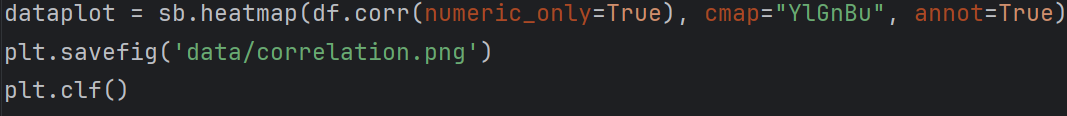 dataplot = sb.heatmap(df.corr(numeric_only=True), cmap="YlGnBu", annot=True)
plt.savefig('data/correlation.png')
plt.clf()